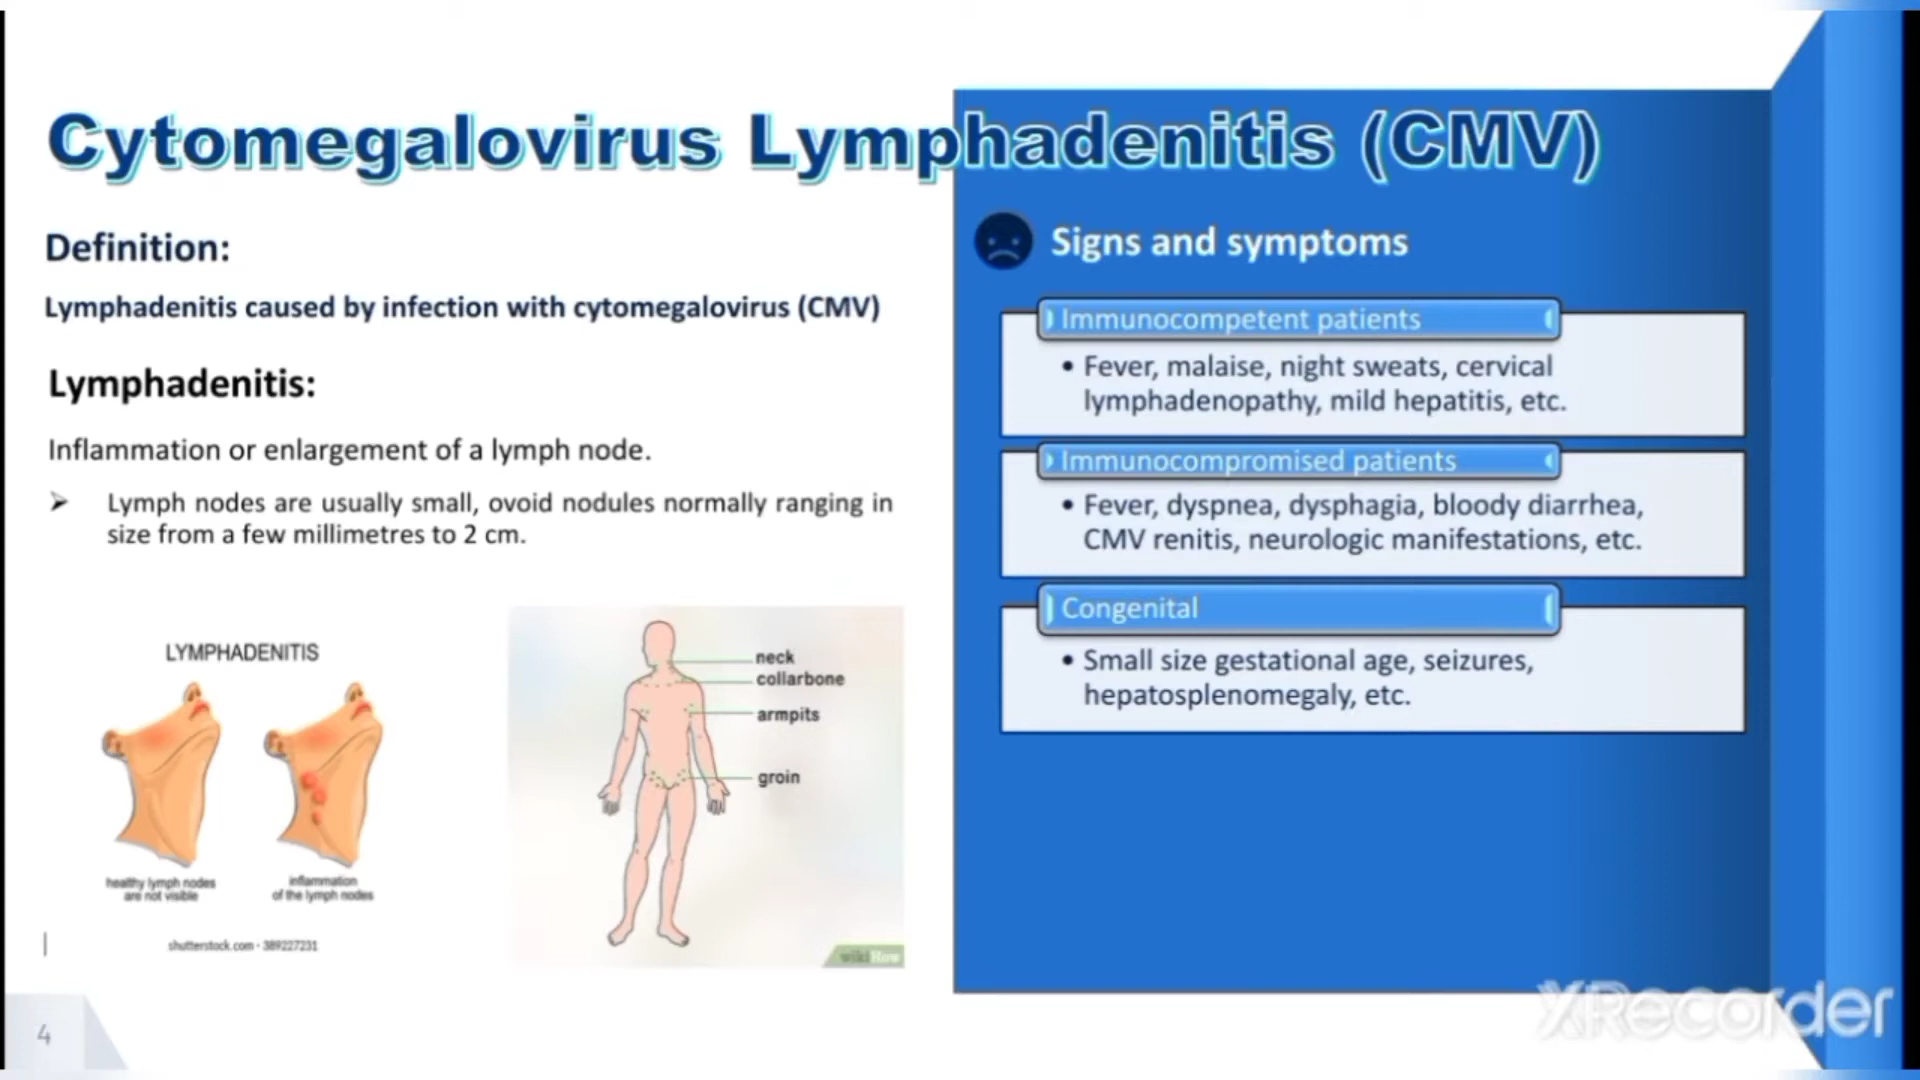 Cytomegalovirus Lymphadenitis (CMV)
Definition:
Lymphadenitis caused by infection with cytomegalovirus (CMV)
Lymphadenitis:
Inflammation or enlargement of a lymph node.
➢ Lymph nodes are usually small, ovoid nodules normally ranging in
size from a few millimetres to 2 cm.
LYMPHADENITIS
healthy lymph nodes
are not visible
inflammation
of the lymph nodes
shutterstock.com · 389227231
neck
collarbone
armpits
groin
wikiHow
Signs and symptoms
Immunocompetent patients
• Fever, malaise, night sweats, cervical
lymphadenopathy, mild hepatitis, etc.
Immunocompromised patients
• Fever, dyspnea, dysphagia, bloody diarrhea,
CMV renitis, neurologic manifestations, etc.
Congenital
• Small size gestational age, seizures,
hepatosplenomegaly, etc.
4
XRecorder